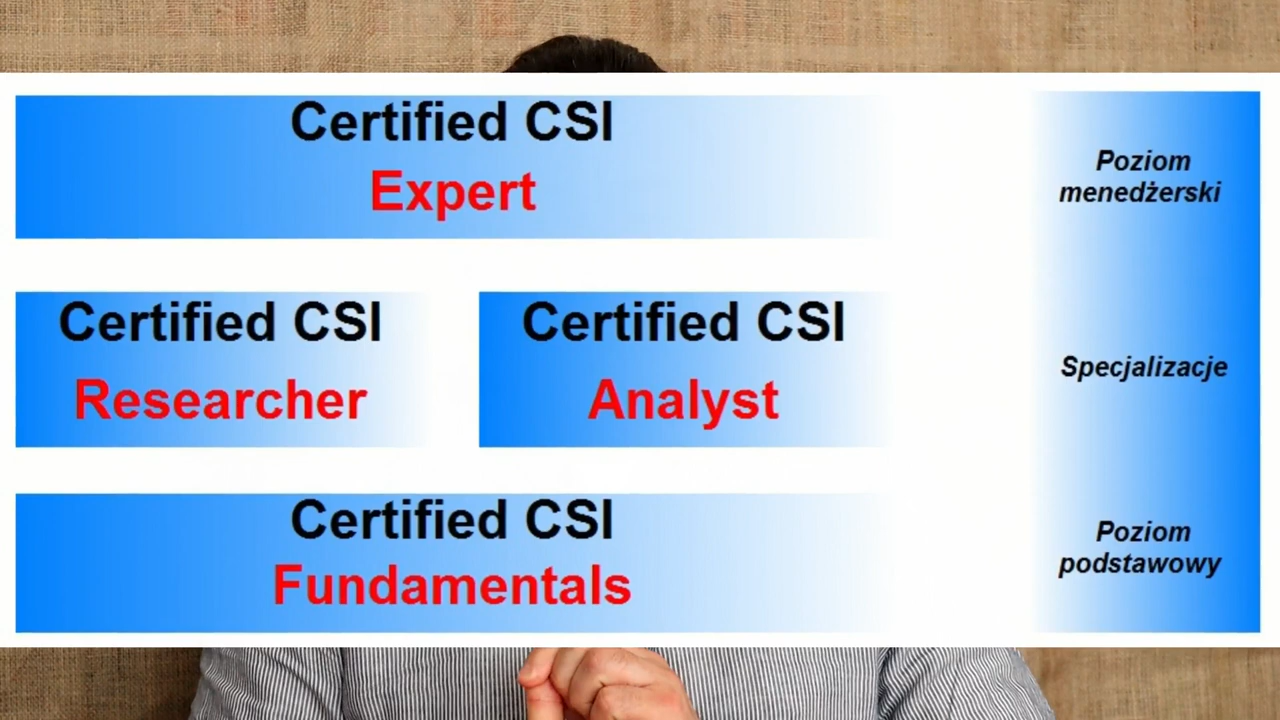 Certified CSI
Expert
Poziom
menedżerski
Certified CSI
Researcher
Certified CSI
Analyst
Specjalizacje
Certified CSI
Fundamentals
Poziom
podstawowy